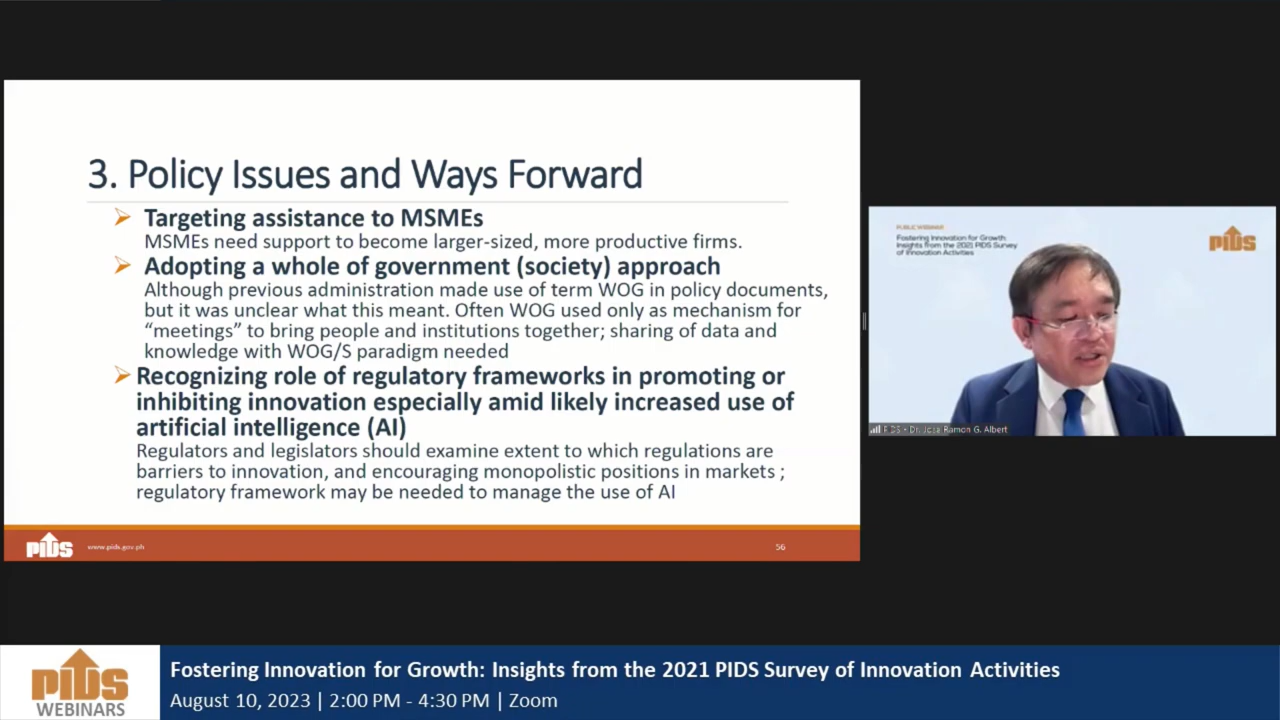 3. Policy Issues and Ways Forward
Targeting assistance to MSMEs
MSMEs need support to become larger-sized, more productive firms.
Adopting a whole of government (society) approach
Although previous administration made use of term WOG in policy documents,
but it was unclear what this meant. Often WOG used only as mechanism for
“meetings” to bring people and institutions together; sharing of data and
knowledge with WOG/S paradigm needed
Recognizing role of regulatory frameworks in promoting or
inhibiting innovation especially amid likely increased use of
artificial intelligence (AI)
Regulators and legislators should examine extent to which regulations are
barriers to innovation, and encouraging monopolistic positions in markets ;
regulatory framework may be needed to manage the use of AI
PIDS
www.pids.gov.ph
56
PUBLIC WEBINAR
Fostering Innovation for Growth:
Insights from the 2021 PIDS Survey
of Innovation Activities
PIDS
PIDS - Dr. Jose Ramon G. Albert
PIDS
WEBINARS
Fostering Innovation for Growth: Insights from the 2021 PIDS Survey of Innovation Activities
August 10, 2023 | 2:00 PM - 4:30 PM | Zoom